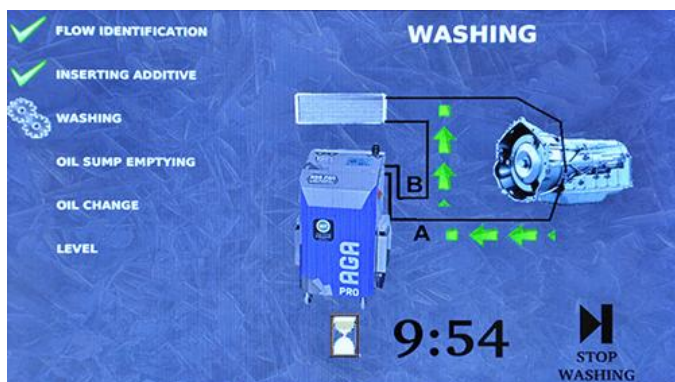 FLOW IDENTIFICATION
INSERTING ADDITIVE
WASHING
OIL SUMP EMPTYING
OIL CHANGE
LEVEL
WASHING
B
A
AGA
PRO
9:54
STOP
WASHING